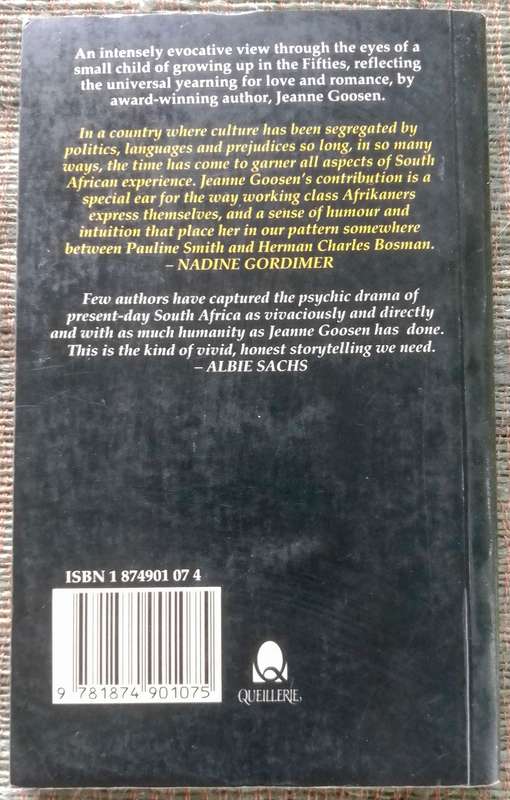 An intensely evocative view through the eyes of a
small child of growing up in the Fifties, reflecting
the universal yearning for love and romance, by
award-winning author, Jeanne Goosen.
In a country where culture has been segregated by
politics, languages and prejudices so long, in so many
ways, the time has come to garner all aspects of South
African experience. Jeanne Goosen's contribution is a
special ear for the way working class Afrikaners
express themselves, and a sense of humour and
intuition that place her in our pattern somewhere
between Pauline Smith and Herman Charles Bosman.
– NADINE GORDIMER
Few authors have captured the psychic drama of
present-day South Africa as vivaciously and directly
and with as much humanity as Jeanne Goosen has done.
This is the kind of vivid, honest storytelling we need.
– ALBIE SACHS
ISBN 1 874901 07 4
9 781874 901075
QUEILLERIE